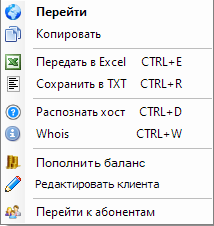 Перейти
Копировать
Передать в Excel CTRL+E
Сохранить в TXT CTRL+R
Распознать хост CTRL+D
Whois CTRL+W
Пополнить баланс
Редактировать клиента
Перейти к абонентам